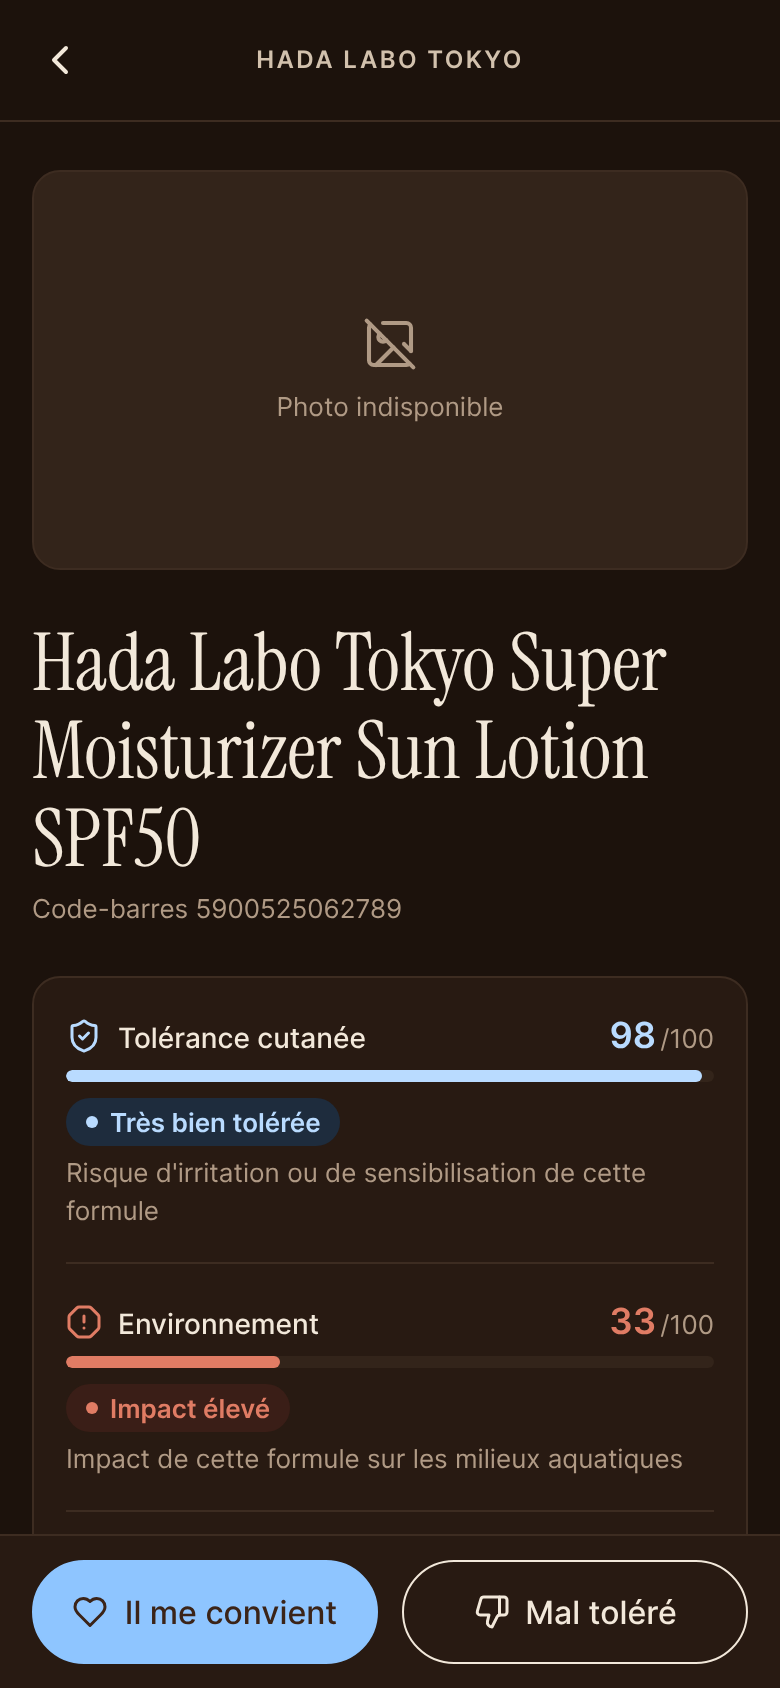 HADA LABO TOKYO
Photo indisponible
Hada Labo Tokyo Super
Moisturizer Sun Lotion
SPF50
Code-barres 5900525062789
Tolérance cutanée 98/100
Très bien tolérée
Risque d'irritation ou de sensibilisation de cette
formule
Environnement 33/100
Impact élevé
Impact de cette formule sur les milieux aquatiques
Il me convient Mal toléré